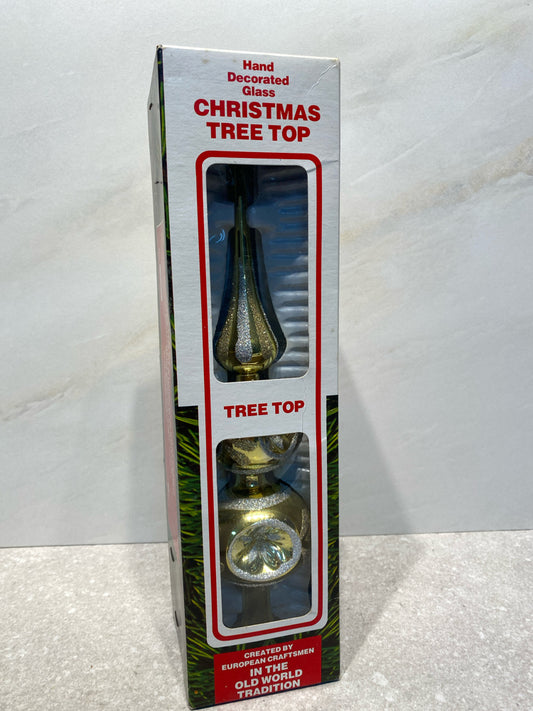 Hand
Decorated
Glass
CHRISTMAS
TREE TOP
TREE TOP
CREATED BY
EUROPEAN CRAFTSMEN
IN THE
OLD WORLD
TRADITION